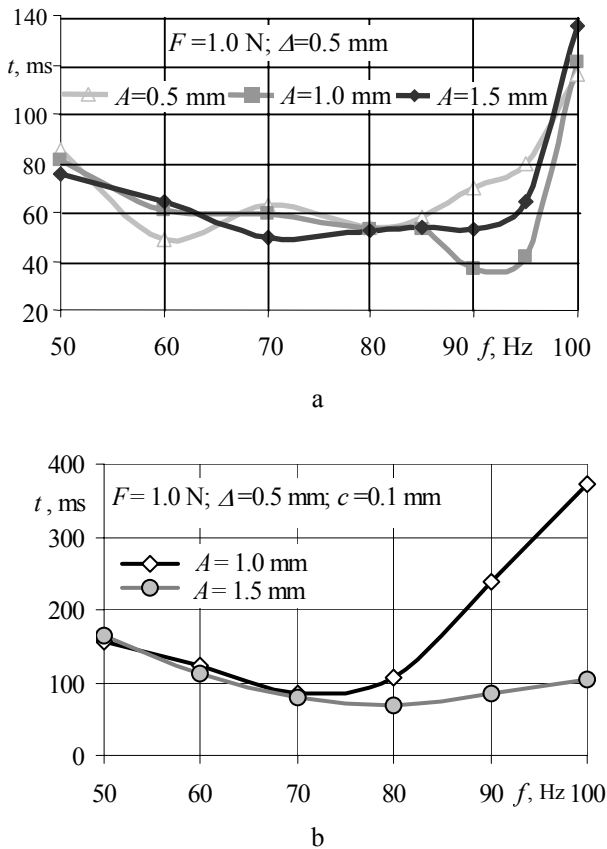 140
F =1.0 N; Δ=0.5 mm
t, ms
A=0.5 mm A=1.0 mm A=1.5 mm
100
80
60
40
20
50 60 70 80 90 f, Hz 100
a
400
t , ms
F= 1.0 N; Δ=0.5 mm; c =0.1 mm
300
A = 1.0 mm
A = 1.5 mm
200
100
0
50 60 70 80 90 f, Hz 100
b